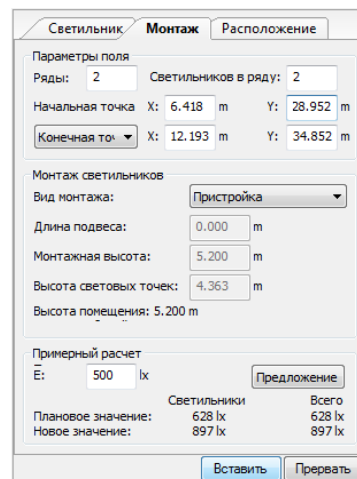 Светильник Монтаж Расположение
Параметры поля
Ряды: 2 Светильников в ряду: 2
Начальная точка X: 6.418 m Y: 28.952 m
Конечная то X: 12.193 m Y: 34.852 m
Монтаж светильников
Вид монтажа: Пристройка
Длина подвеса: 0.000 m
Монтажная высота: 5.200 m
Высота световых точек: 4.363 m
Высота помещения: 5.200 m
Примерный расчет
E: 500 lx Предложение
Светильники Всего
Плановое значение: 628 lx 628 lx
Новое значение: 897 lx 897 lx
Вставить Прервать